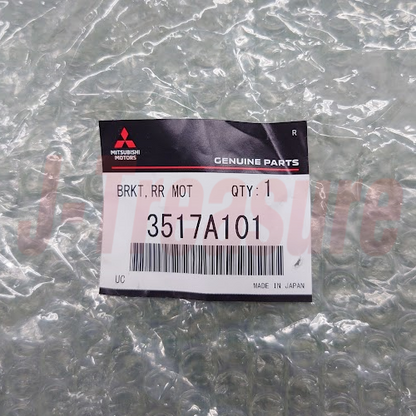 R
MITSUBISHI
MOTORS
GENUINE PARTS
BRKT,RR MOT QTY:1
3517A101
J-Treasure
UC
MADE IN JAPAN